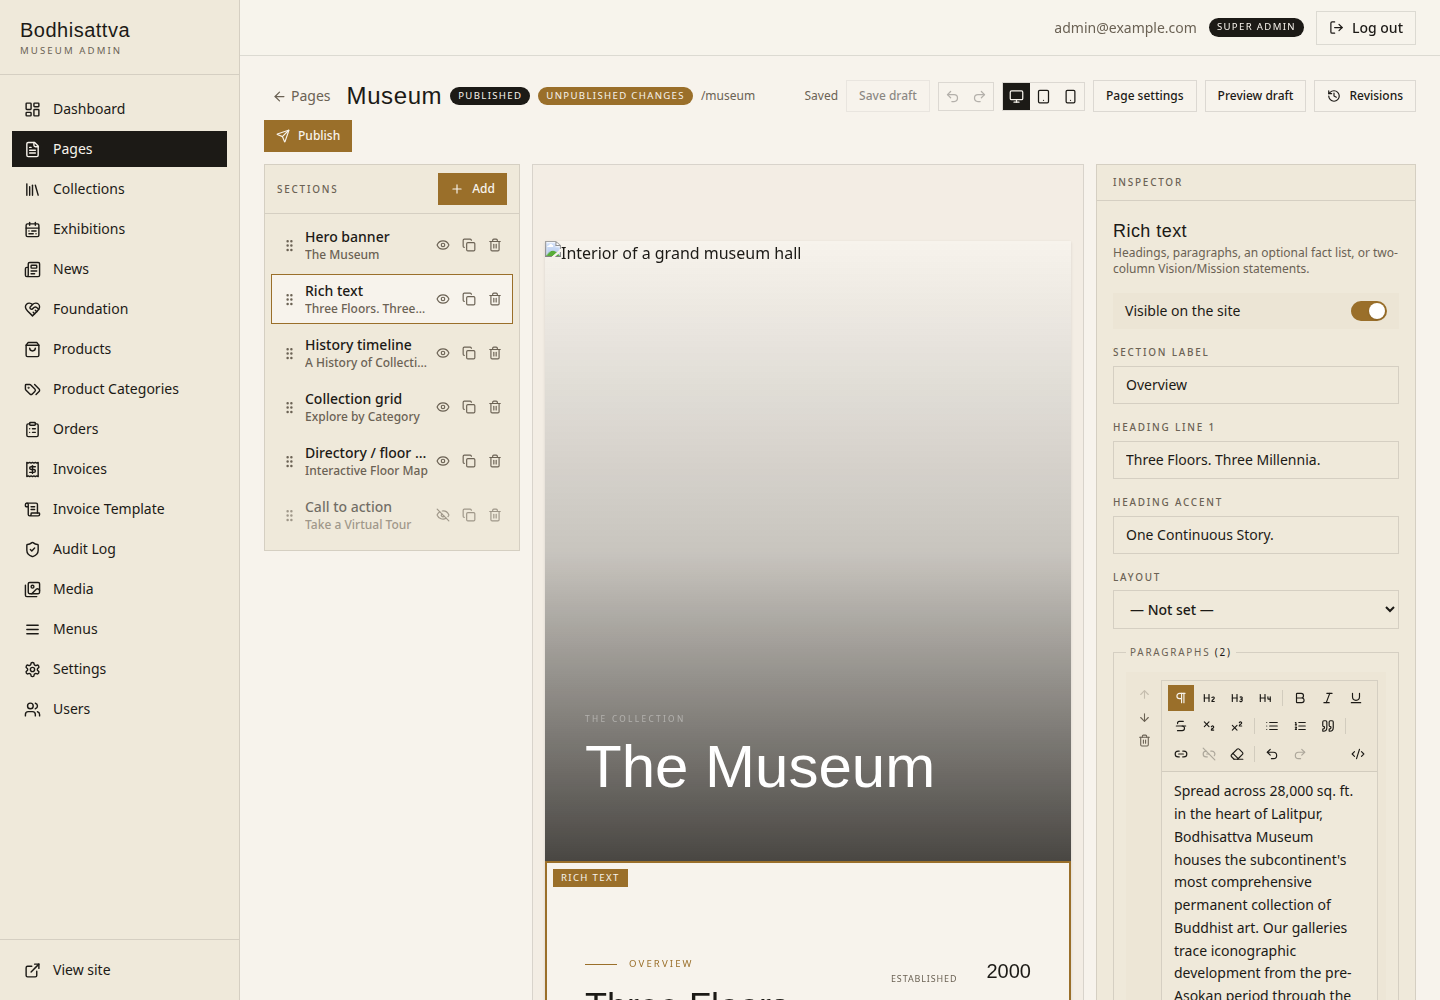 Bodhisattva
MUSEUM ADMIN
Dashboard
Pages
Collections
Exhibitions
News
Foundation
Products
Product Categories
Orders
Invoices
Invoice Template
Audit Log
Media
Menus
Settings
Users
View site
admin@example.com
SUPER ADMIN
Log out
Pages
Museum
PUBLISHED
UNPUBLISHED CHANGES
/museum
Saved
Save draft
Page settings
Preview draft
Revisions
Publish
SECTIONS
Add
Hero banner
The Museum
Rich text
Three Floors. Three...
History timeline
A History of Collecti...
Collection grid
Explore by Category
Directory / floor ...
Interactive Floor Map
Call to action
Take a Virtual Tour
Interior of a grand museum hall
THE COLLECTION
The Museum
RICH TEXT
OVERVIEW
ESTABLISHED
2000
Three Floors.
INSPECTOR
Rich text
Headings, paragraphs, an optional fact list, or two-
column Vision/Mission statements.
Visible on the site
SECTION LABEL
Overview
HEADING LINE 1
Three Floors. Three Millennia.
HEADING ACCENT
One Continuous Story.
LAYOUT
— Not set —
PARAGRAPHS (2)
Spread across 28,000 sq. ft.
in the heart of Lalitpur,
Bodhisattva Museum
houses the subcontinent's
most comprehensive
permanent collection of
Buddhist art. Our galleries
trace iconographic
development from the pre-
Asokan period through the